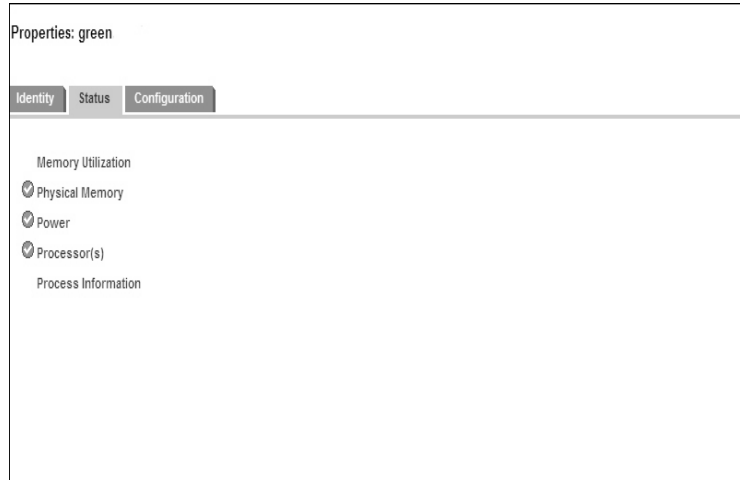 Properties: green
Identity Status Configuration
Memory Utilization
Physical Memory
Power
Processor(s)
Process Information